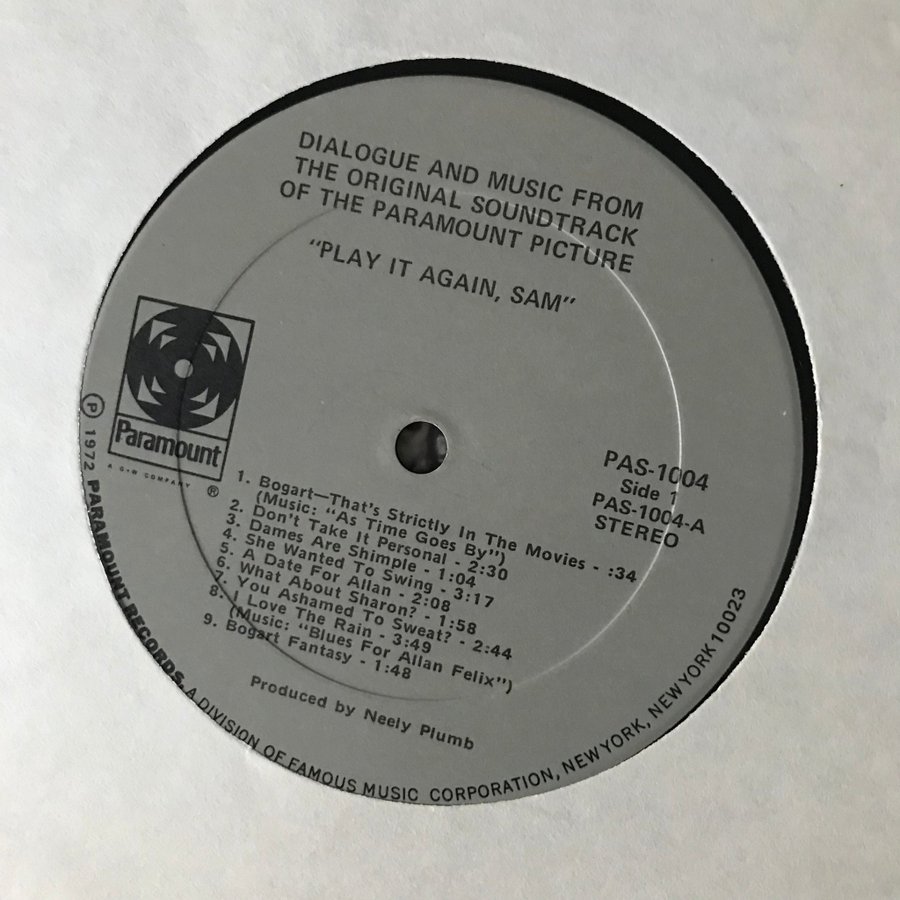 DIALOGUE AND MUSIC FROM
THE ORIGINAL SOUNDTRACK
OF THE PARAMOUNT PICTURE
"PLAY IT AGAIN, SAM"
Paramount
A G+W COMPANY ®
PAS-1004
Side 1
PAS-1004-A
STEREO
1. Bogart—That's Strictly In The Movies - :34
(Music: "As Time Goes By")
2. Don't Take It Personal - 2:30
3. Dames Are Shimple - 1:04
4. She Wanted To Swing - 3:17
5. A Date For Allan - 2:08
6. What About Sharon? - 1:58
7. You Ashamed To Sweat? - 2:44
8. I Love The Rain - 3:49
(Music: "Blues For Allan Felix")
9. Bogart Fantasy - 1:48
Produced by Neely Plumb
Ⓟ 1972 PARAMOUNT RECORDS, A DIVISION OF FAMOUS MUSIC CORPORATION, NEW YORK, NEW YORK 10023